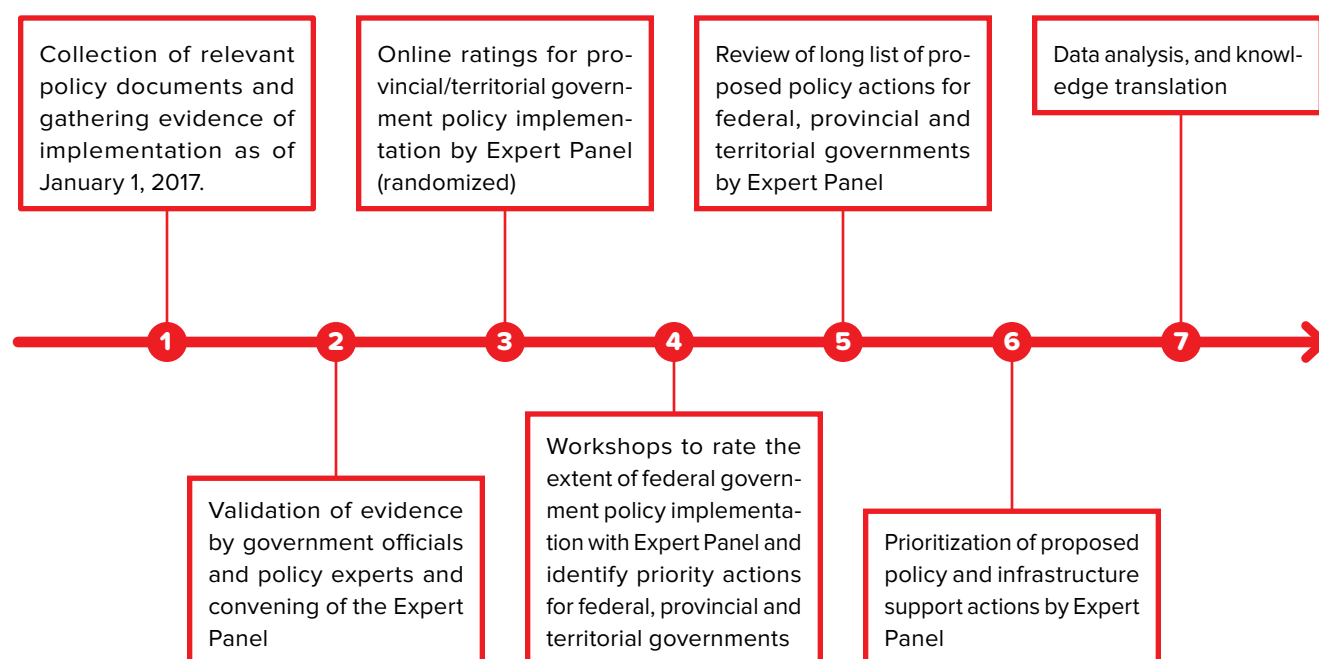 Collection of relevant
policy documents and
gathering evidence of
implementation as of
January 1, 2017.
Online ratings for pro-
vincial/territorial govern-
ment policy implemen-
tation by Expert Panel
(randomized)
Review of long list of pro-
posed policy actions for
federal, provincial and
territorial governments
by Expert Panel
Data analysis, and knowl-
edge translation
1
2
3
4
5
6
7
Validation of evidence
by government officials
and policy experts and
convening of the Expert
Panel
Workshops to rate the
extent of federal govern-
ment policy implementa-
tion with Expert Panel and
identify priority actions
for federal, provincial and
territorial governments
Prioritization of proposed
policy and infrastructure
support actions by Expert
Panel